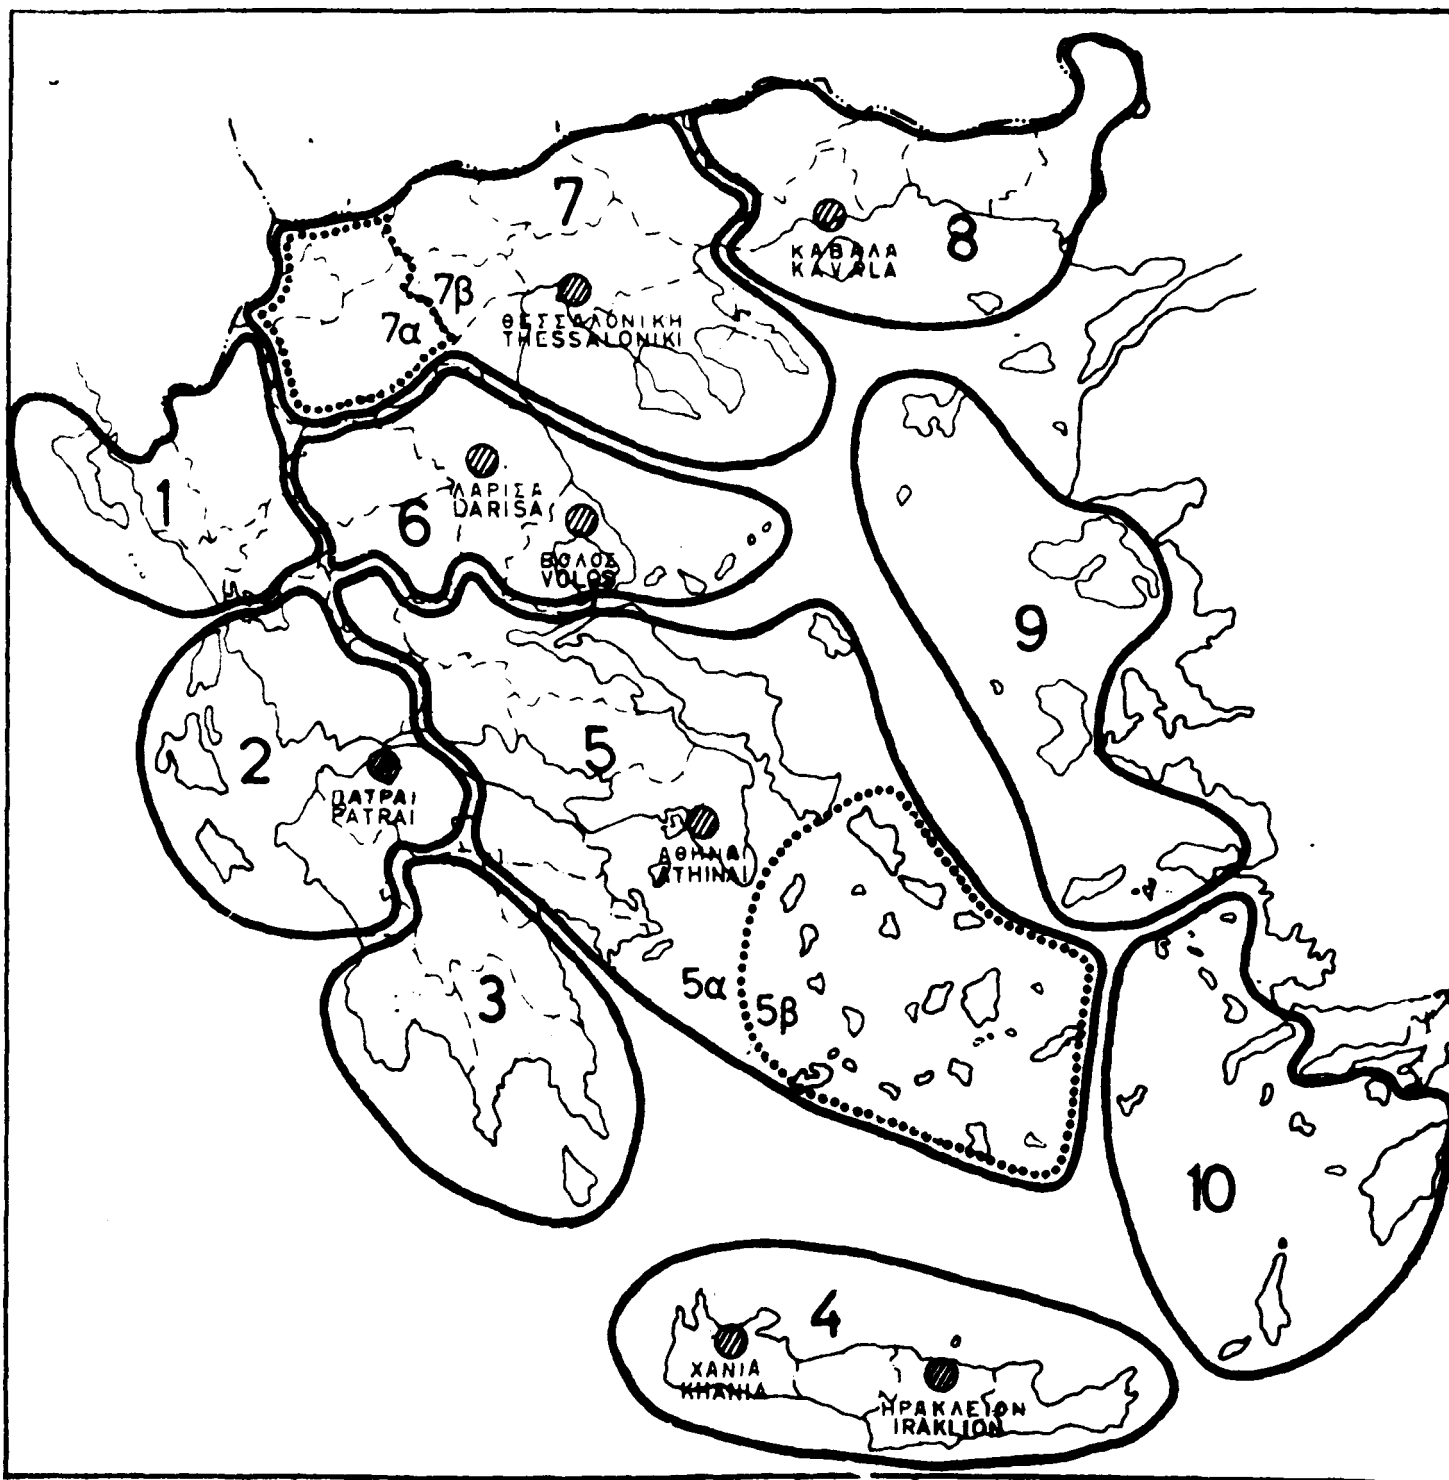 7
8
ΚΑΒΑΛΑ
KAVALA
7β
7α
ΘΕΣΣΑΛΟΝΙΚΗ
THESSALONIKI
1
6
ΛΑΡΙΣΑ
LARISA
ΒΟΛΟΣ
VOLOS
9
2
5
ΠΑΤΡΑΙ
PATRAI
ΑΘΗΝΑΙ
ATHINAI
3
5α
5β
10
4
ΧΑΝΙΑ
KHANIA
ΗΡΑΚΛΕΙΟΝ
IRAKLION